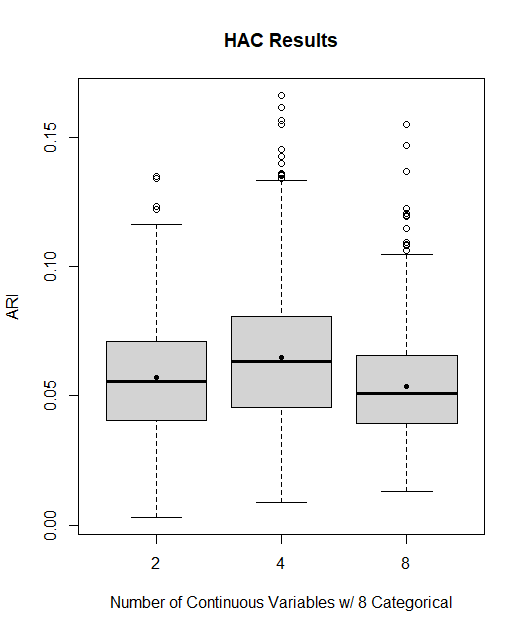 HAC Results
0.15
0.10
0.05
0.00
ARI
2 4 8
Number of Continuous Variables w/ 8 Categorical